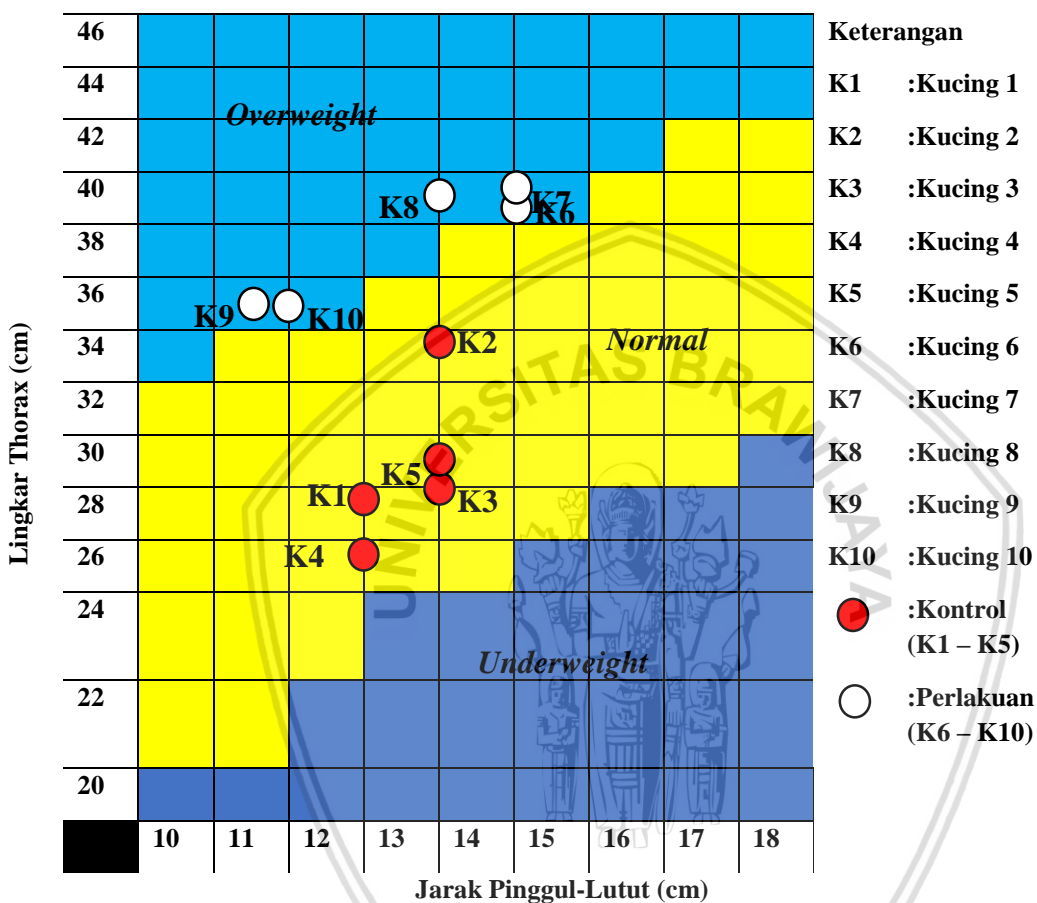 46
Keterangan
44
K1 :Kucing 1
Overweight
42
K2 :Kucing 2
40
K8
K7
K6
K3 :Kucing 3
38
K4 :Kucing 4
36
K9
K10
K5 :Kucing 5
34
K2
Normal
K6 :Kucing 6
32
K7 :Kucing 7
30
K5
K8 :Kucing 8
28
K1
K3
K9 :Kucing 9
26
K4
K10 :Kucing 10
24
:Kontrol
(K1 – K5)
Underweight
22
:Perlakuan
(K6 – K10)
20
10 11 12 13 14 15 16 17 18
Jarak Pinggul-Lutut (cm)
Lingkar Thorax (cm)
UNIVERSITAS BRAWIJAYA